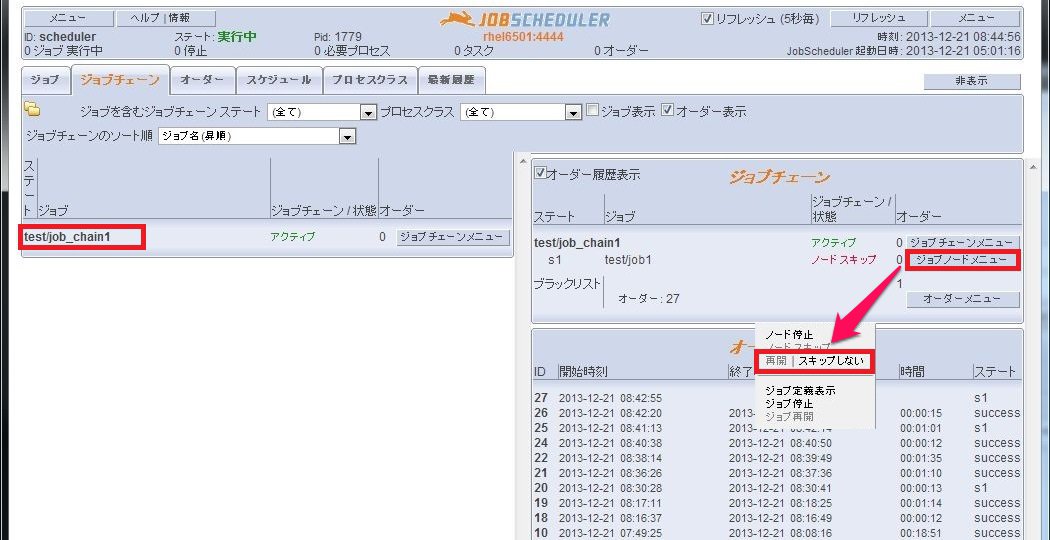 メニュー ヘルプ | 情報 JOBSCHEDULER リフレッシュ (5秒毎) リフレッシュ メニュー
ID: scheduler ステート: 実行中 Pid: 1779 rhel6501:4444 時刻: 2013-12-21 08:44:56
0 ジョブ 実行中 0 停止 0 必要プロセス 0 タスク 0 オーダー JobScheduler 起動日時: 2013-12-21 05:01:16
ジョブ ジョブチェーン オーダー スケジュール プロセスクラス 最新履歴 非表示
ジョブを含むジョブチェーン ステート (全て) プロセスクラス (全て) ジョブ表示 オーダー表示
ジョブチェーンのソート順 ジョブ名(昇順)
ステート ジョブ ジョブチェーン / 状態 オーダー
test/job_chain1 アクティブ 0 ジョブチェーンメニュー
オーダー履歴表示 ジョブチェーン
ステート ジョブ ジョブチェーン / 状態 オーダー
test/job_chain1 アクティブ 0 ジョブチェーンメニュー
s1 test/job1 ノード スキップ 0 ジョブノードメニュー
ブラックリスト 1
オーダー : 27 オーダーメニュー
ノード停止
ノードスキップ
再開 | スキップしない
ジョブ定義表示
ジョブ停止
ジョブ再開
オー
ID 開始時刻 終了 時間 ステート
27 2013-12-21 08:42:55 s1
26 2013-12-21 08:42:20 2013- 00:00:15 success
25 2013-12-21 08:41:13 2013-12-21 08:42:14 00:01:01 s1
24 2013-12-21 08:40:38 2013-12-21 08:40:50 00:00:12 success
22 2013-12-21 08:38:14 2013-12-21 08:39:49 00:01:35 success
21 2013-12-21 08:36:26 2013-12-21 08:37:36 00:01:10 success
20 2013-12-21 08:30:28 2013-12-21 08:30:41 00:00:13 s1
19 2013-12-21 08:17:11 2013-12-21 08:18:25 00:01:14 success
18 2013-12-21 08:16:37 2013-12-21 08:16:49 00:00:12 success
10 2013-12-21 07:49:25 2013-12-21 08:08:16 00:18:51 success